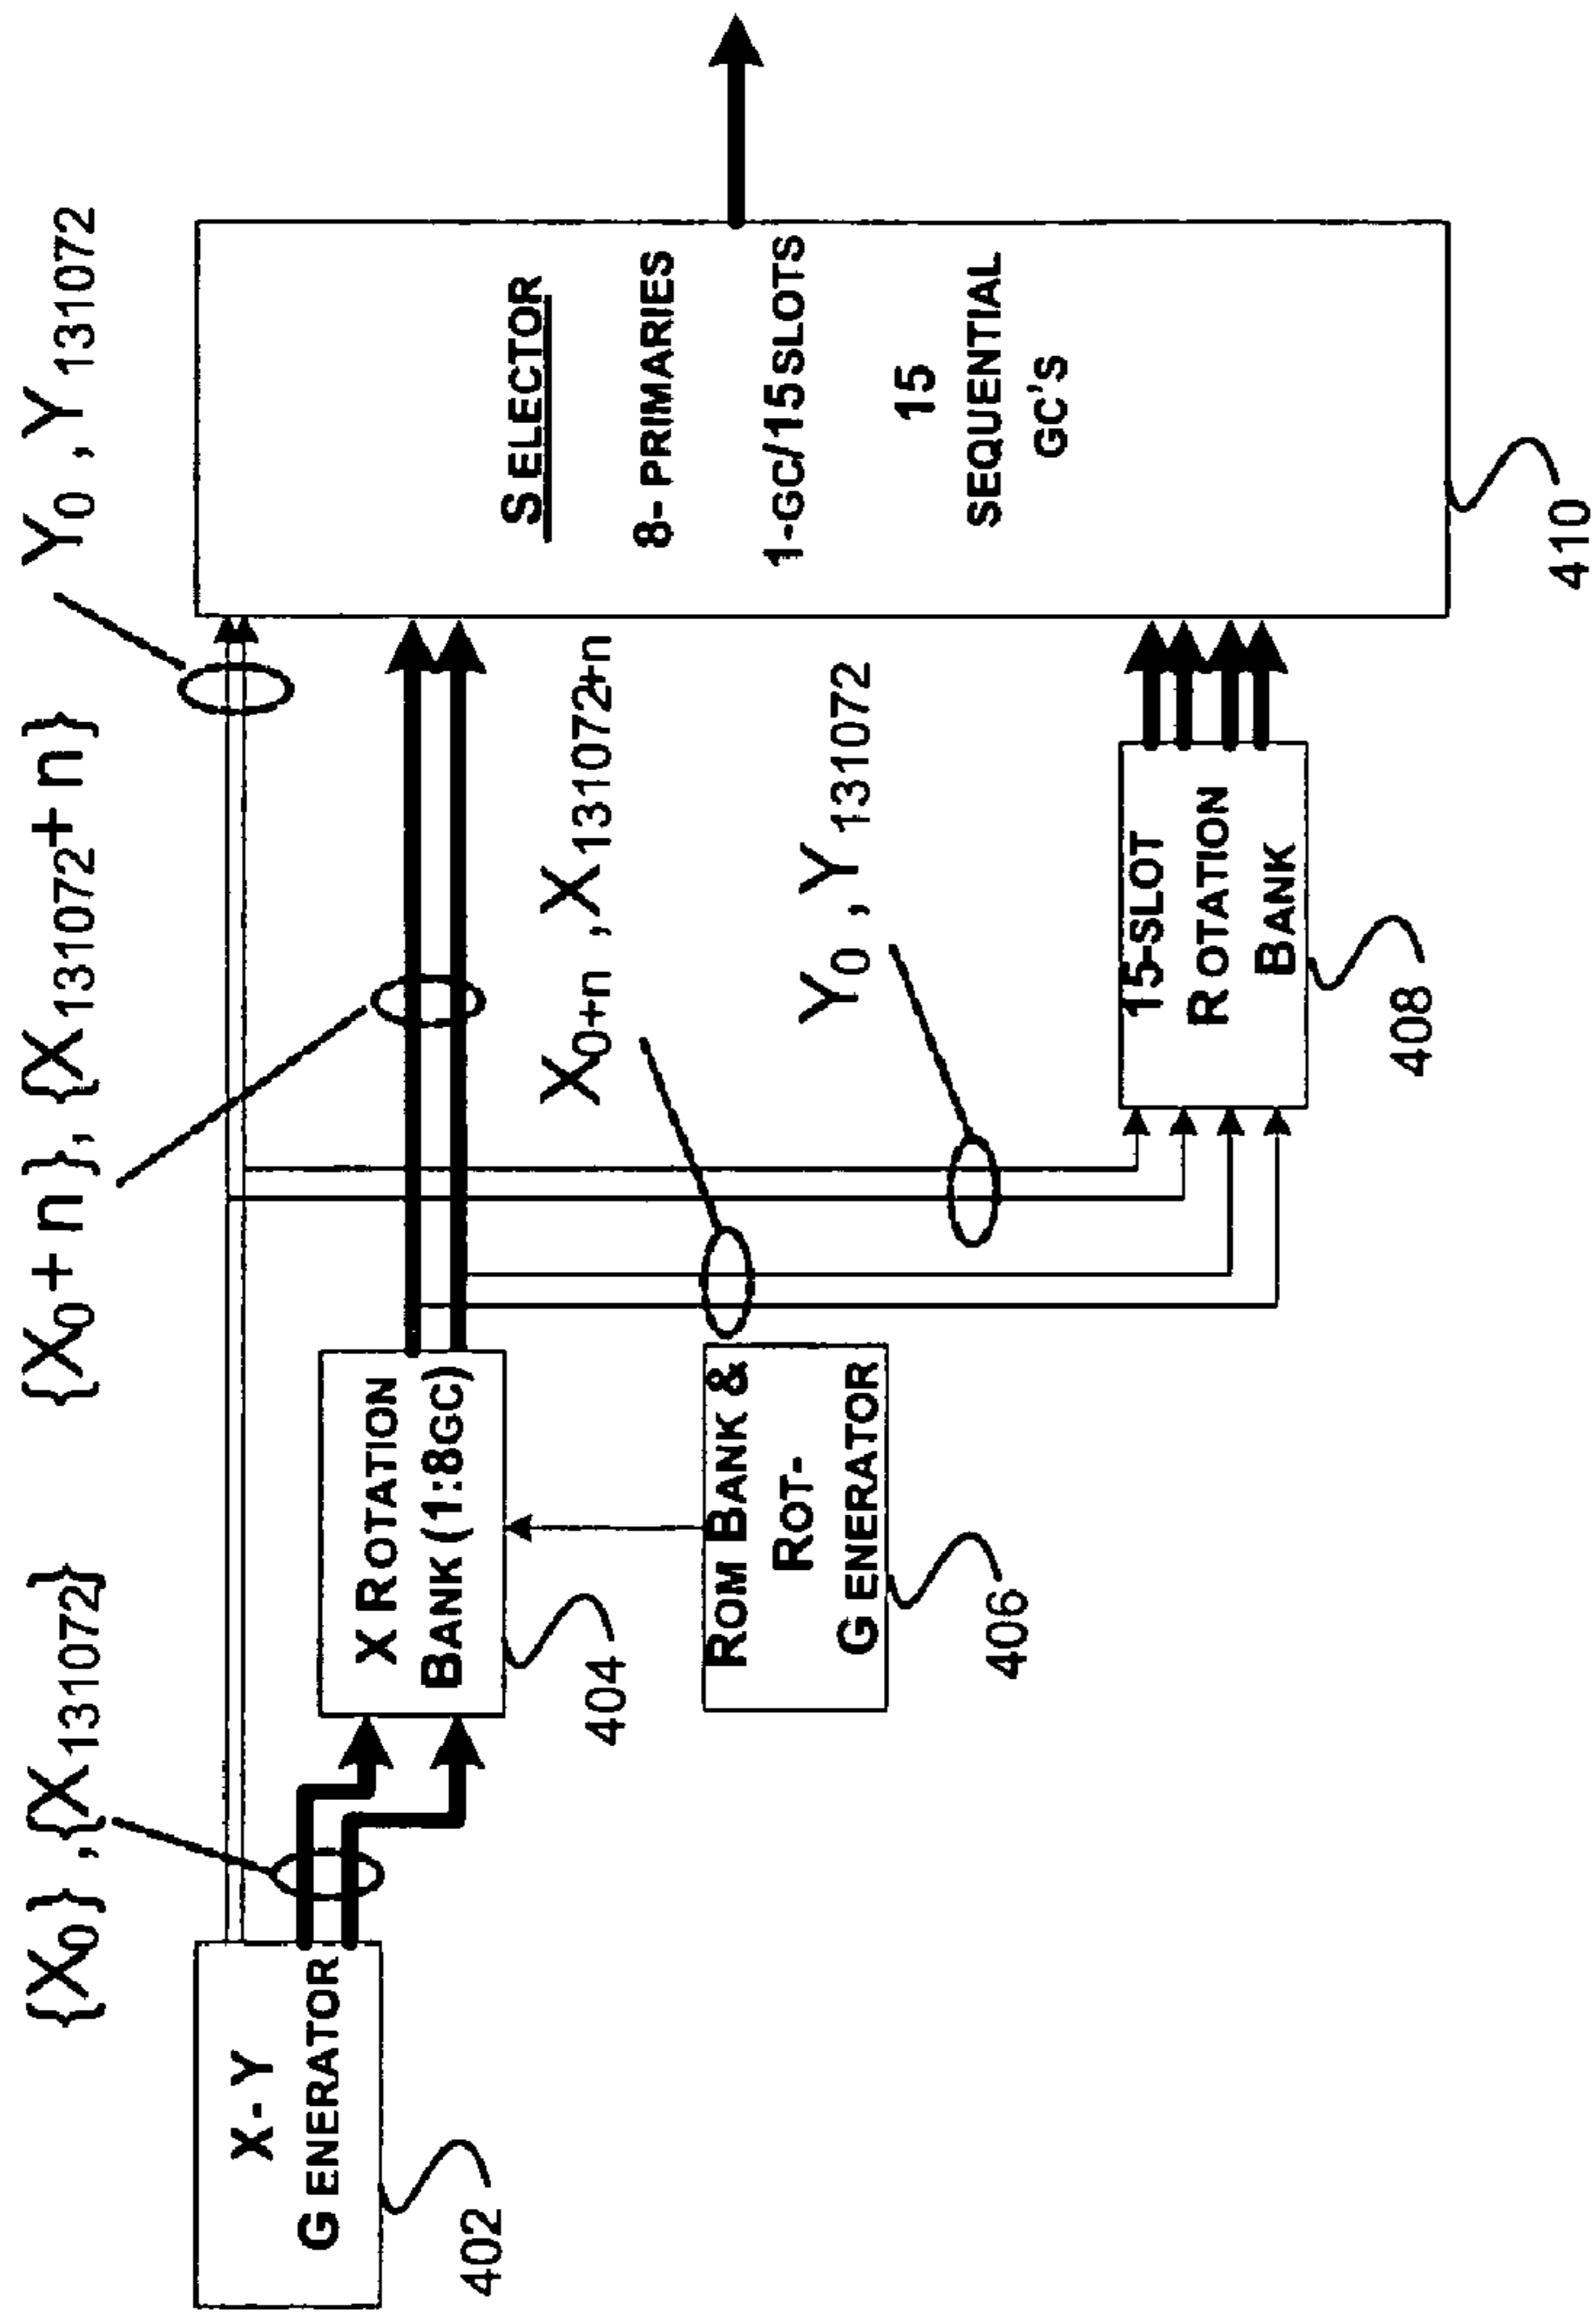 {X0},{X131072}
{X0+n},{X131072+n}
Y0,Y131072
X-Y
GENERATOR
402
X ROTATION
BANK(1:8GC)
404
ROM BANK &
ROT-
GENERATOR
406
X0+n,X131072+n
Y0,Y131072
15-SLOT
ROTATION
BANK
408
SELECTOR
8-PRIMARIES
1-GC/15SLOTS
15
SEQUENTIAL
GC'S
410